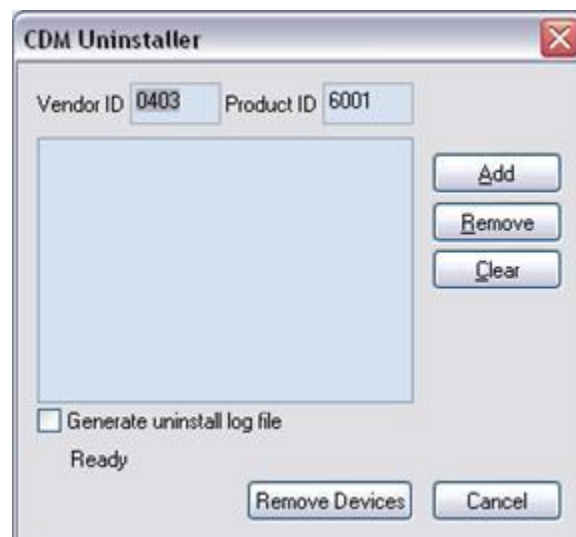 CDM Uninstaller
Vendor ID 0403 Product ID 6001
Add
Remove
Clear
Generate uninstall log file
Ready
Remove Devices Cancel